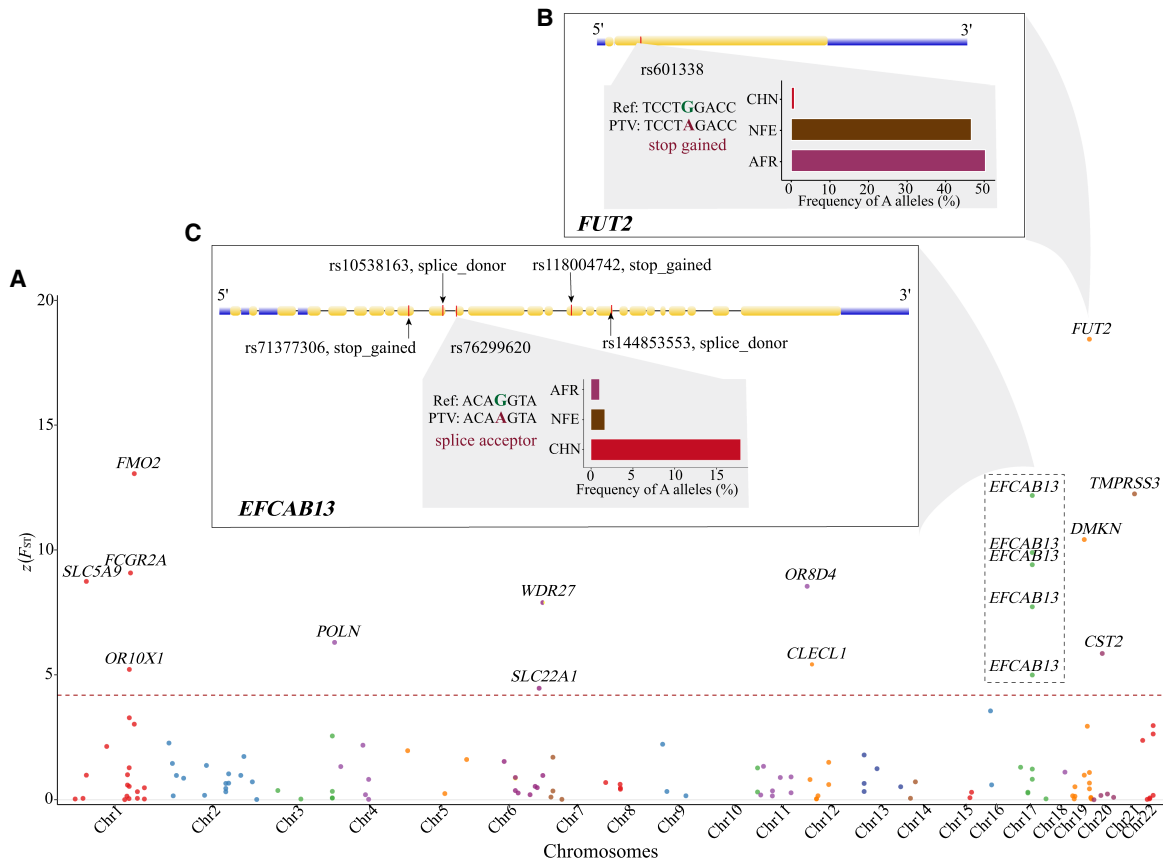 B
5'
3'
rs601338
Ref: TCCTGGACC
PTV: TCCTAGACC
stop gained
CHN
NFE
AFR
0 10 20 30 40 50
Frequency of A alleles (%)
FUT2
C
rs10538163, splice_donor
rs118004742, stop_gained
5'
3'
rs71377306, stop_gained
rs76299620
rs144853553, splice_donor
Ref: ACAGGTA
PTV: ACAAGTA
splice acceptor
AFR
NFE
CHN
0 5 10 15
Frequency of A alleles (%)
EFCAB13
A
z(FST)
20
15
10
5
0
FUT2
FMO2
EFCAB13
TMPRSS3
DMKN
EFCAB13
EFCAB13
FCGR2A
SLC5A9
OR8D4
WDR27
EFCAB13
POLN
CST2
CLECL1
OR10X1
EFCAB13
SLC22A1
Chr1 Chr2 Chr3 Chr4 Chr5 Chr6 Chr7 Chr8 Chr9 Chr10 Chr11 Chr12 Chr13 Chr14 Chr15 Chr16 Chr17 Chr18 Chr19 Chr20 Chr21 Chr22
Chromosomes